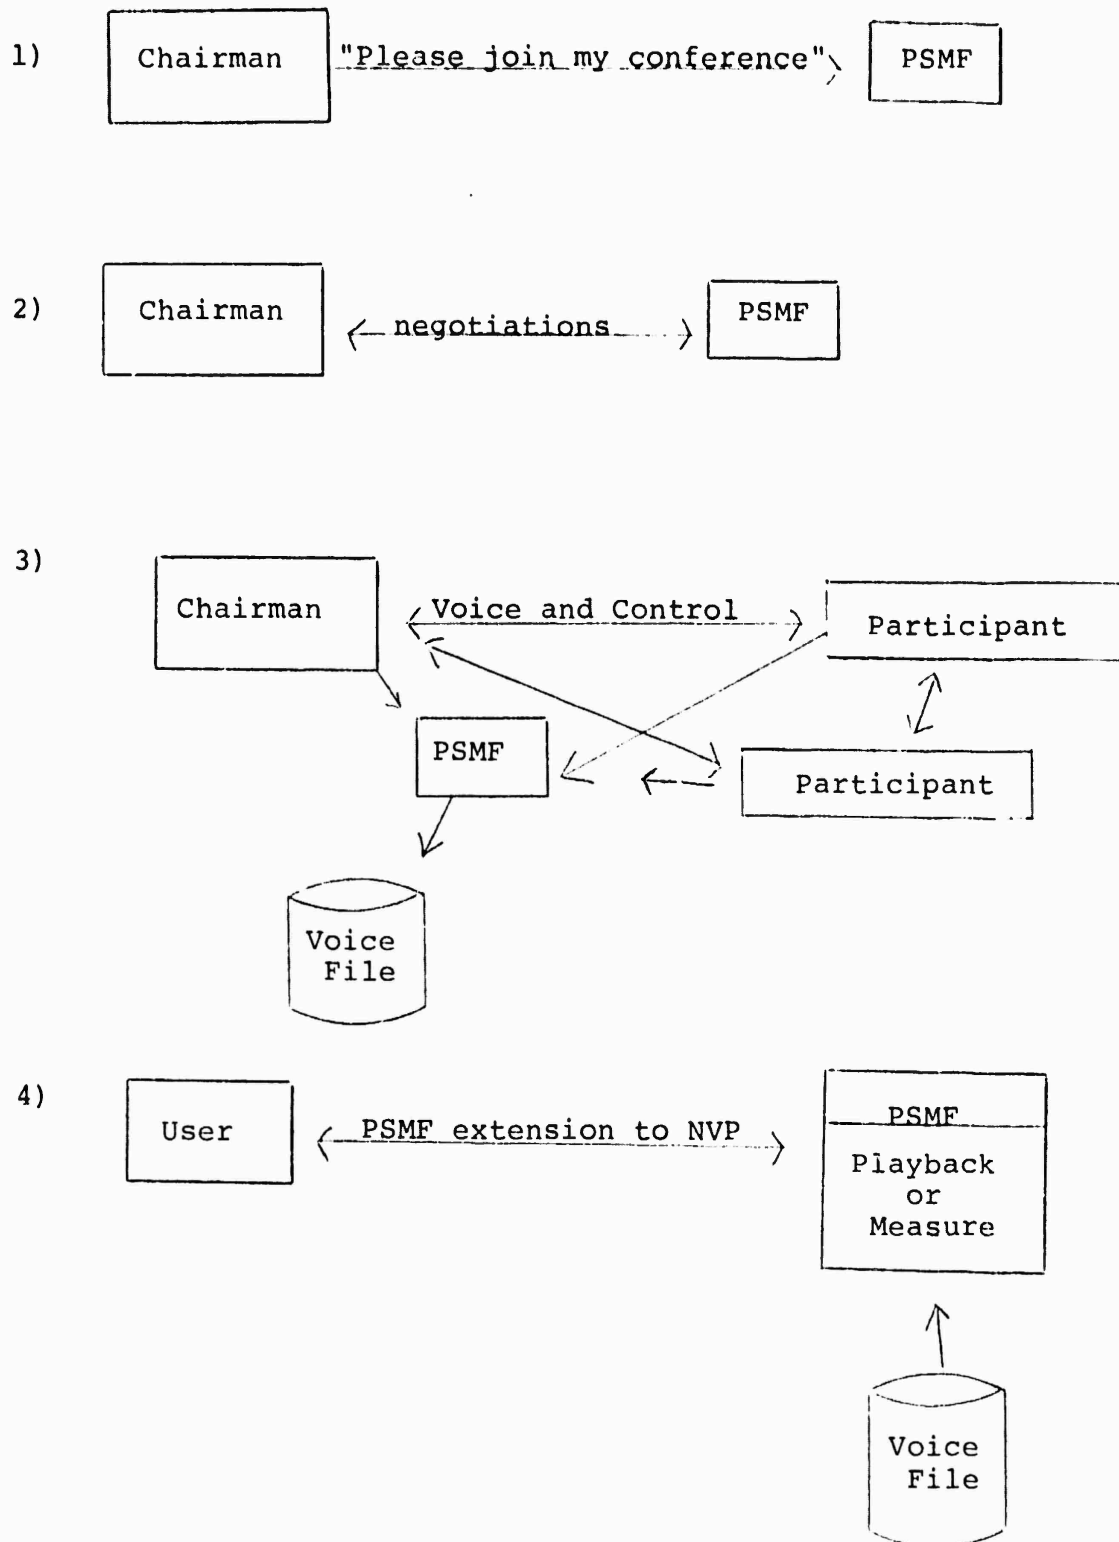 1) Chairman "Please join my conference" PSMF
2) Chairman negotiations PSMF
3)
Chairman Voice and Control Participant
PSMF Participant
Voice
File
4) User PSMF extension to NVP PSMF
Playback
or
Measure
Voice
File